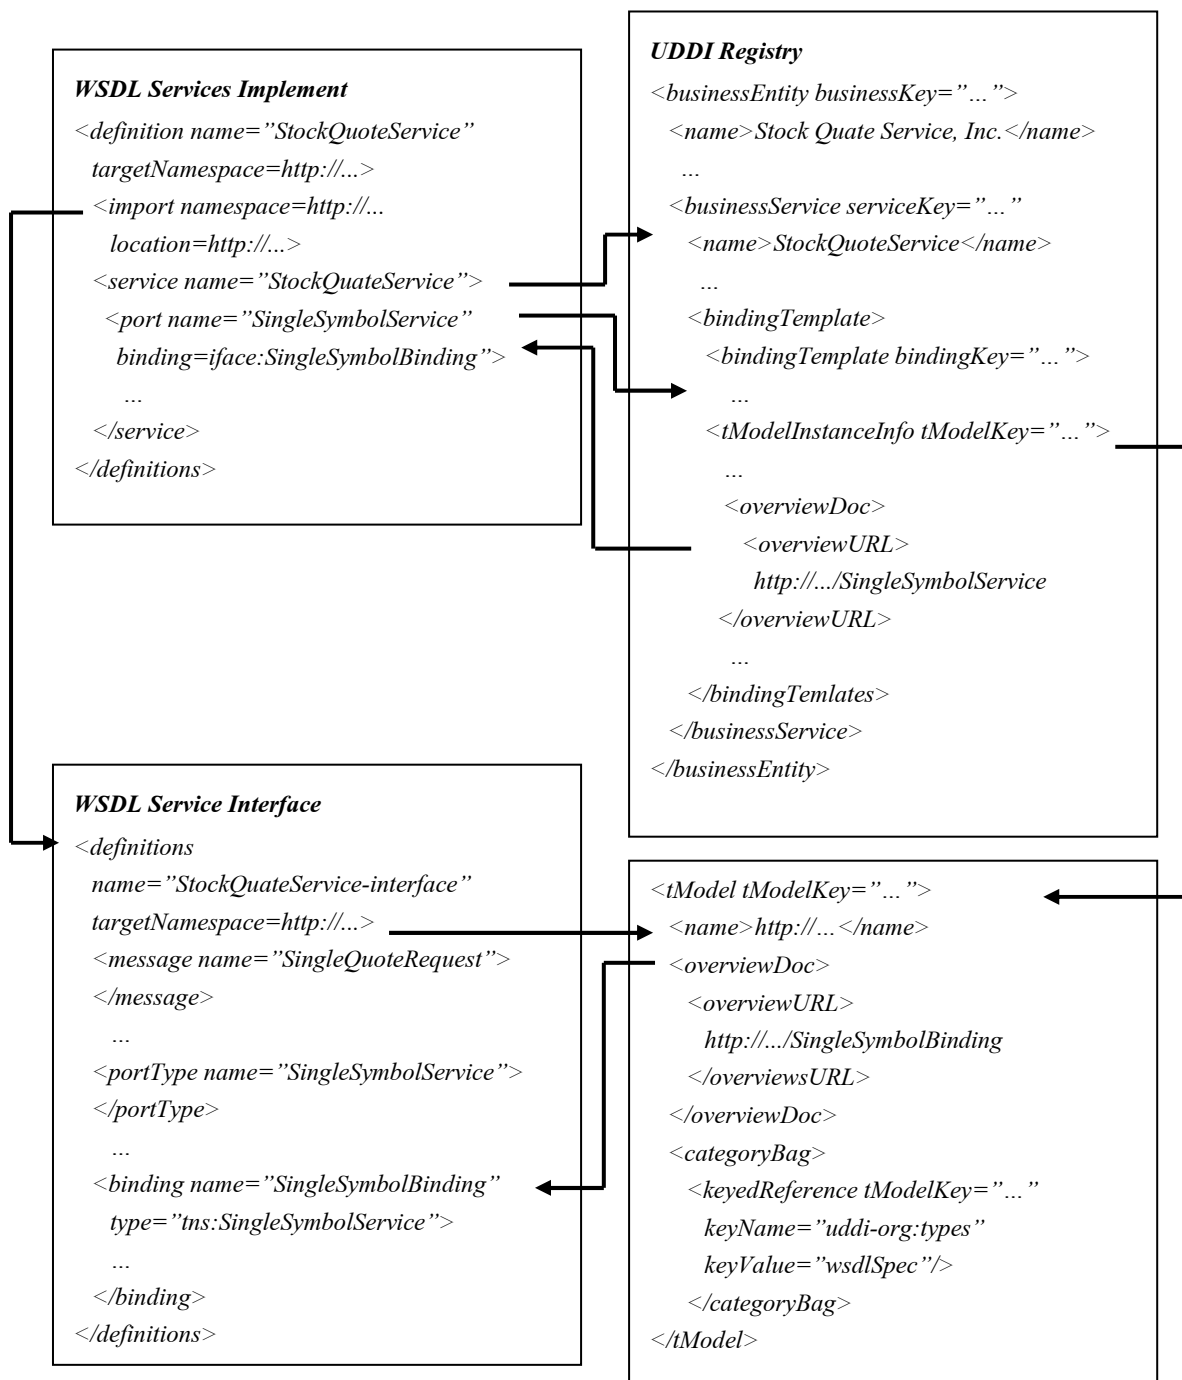 WSDL Services Implement
<definition name=”StockQuoteService”
targetNamespace=http://...>
<import namespace=http://...
location=http://...>
<service name=”StockQuateService”>
<port name=”SingleSymbolService”
binding=iface:SingleSymbolBinding”>
...
</service>
</definitions>
UDDI Registry
<businessEntity businessKey=”…”>
<name>Stock Quate Service, Inc.</name>
...
<businessService serviceKey=”…”
<name>StockQuoteService</name>
...
<bindingTemplate>
<bindingTemplate bindingKey=”…”>
...
<tModelInstanceInfo tModelKey=”…”>
...
<overviewDoc>
<overviewURL>
http://.../SingleSymbolService
</overviewURL>
...
</bindingTemlates>
</businessService>
</businessEntity>
WSDL Service Interface
<definitions
name=”StockQuateService-interface”
targetNamespace=http://...>
<message name=”SingleQuoteRequest”>
</message>
...
<portType name=”SingleSymbolService”>
</portType>
...
<binding name=”SingleSymbolBinding”
type=”tns:SingleSymbolService”>
...
</binding>
</definitions>
<tModel tModelKey=”…”>
<name>http://…</name>
<overviewDoc>
<overviewURL>
http://.../SingleSymbolBinding
</overviewsURL>
</overviewDoc>
<categoryBag>
<keyedReference tModelKey=”…”
keyName=”uddi-org:types”
keyValue=”wsdlSpec”/>
</categoryBag>
</tModel>